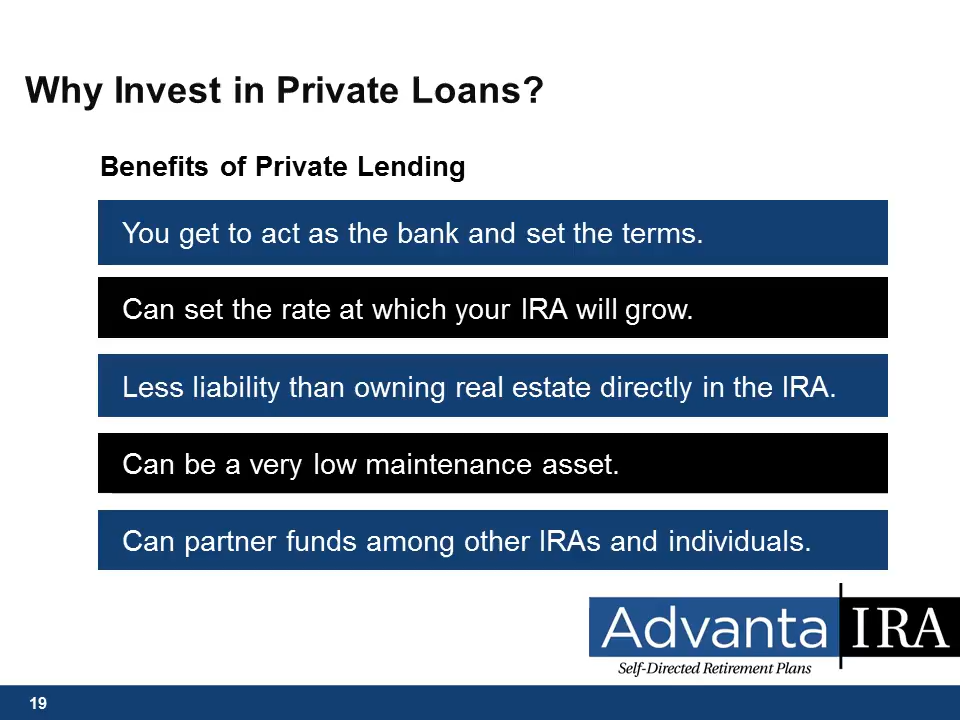 Why Invest in Private Loans?
Benefits of Private Lending
You get to act as the bank and set the terms.
Can set the rate at which your IRA will grow.
Less liability than owning real estate directly in the IRA.
Can be a very low maintenance asset.
Can partner funds among other IRAs and individuals.
Advanta IRA
Self-Directed Retirement Plans
19